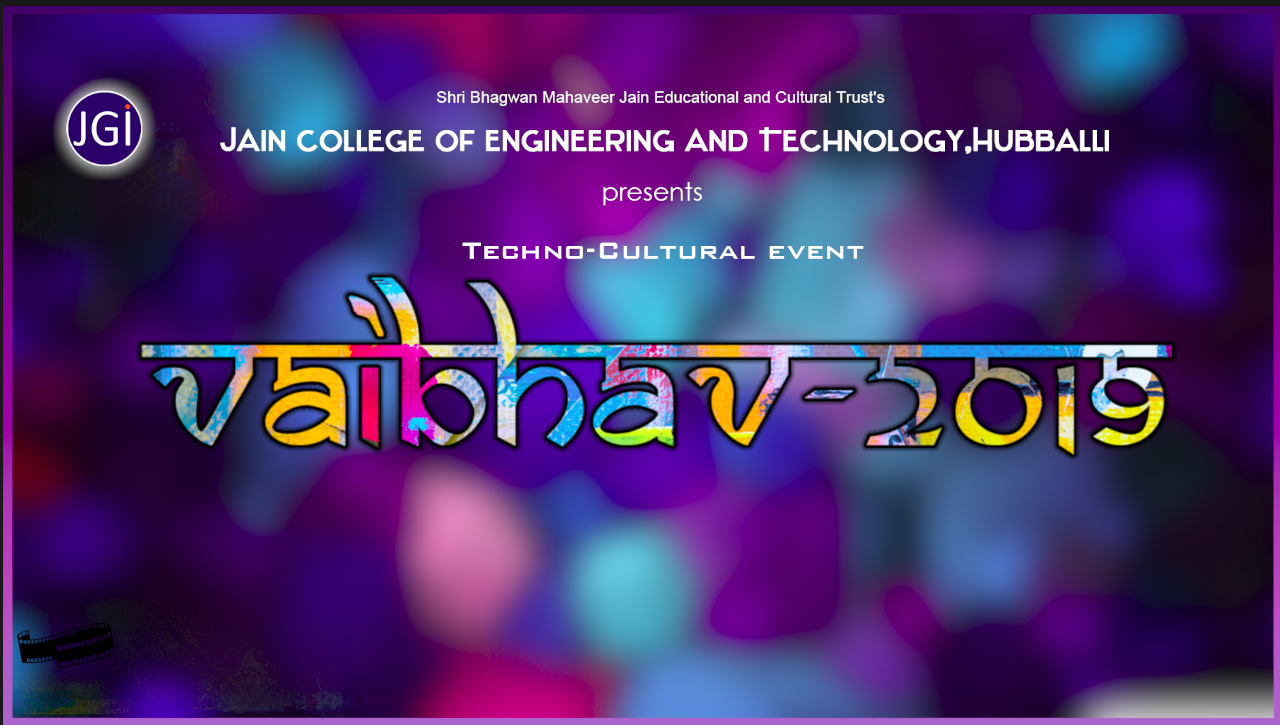 JGi
Shri Bhagwan Mahaveer Jain Educational and Cultural Trust's
Jain college of engineering and Technology,Hubballi
presents
Techno-Cultural event
vaibhav-2019